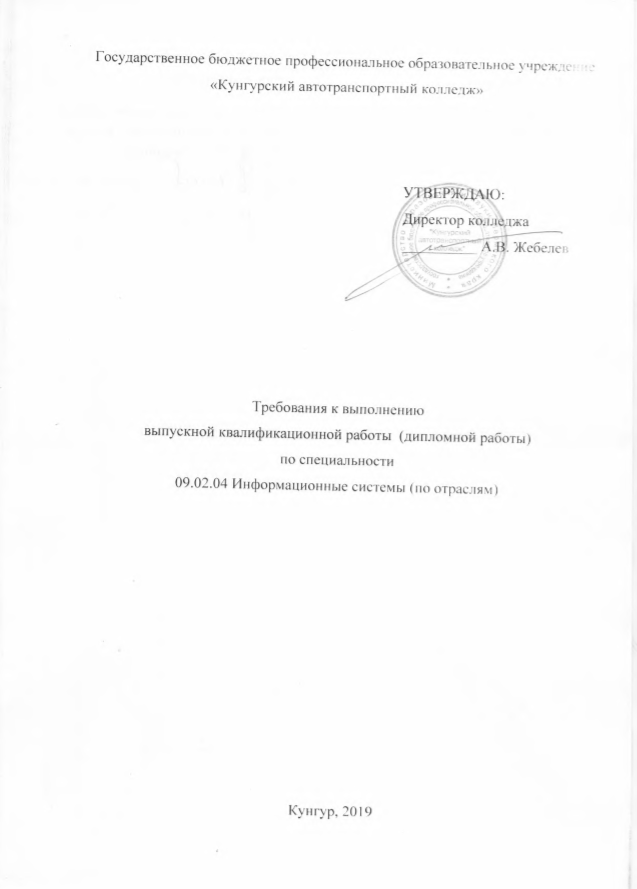 Государственное бюджетное профессиональное образовательное учреждение
«Кунгурский автотранспортный колледж»
УТВЕРЖДАЮ:
Директор колледжа
А.В. Жебелев
Требования к выполнению
выпускной квалификационной работы (дипломной работы)
по специальности
09.02.04 Информационные системы (по отраслям)
Кунгур, 2019